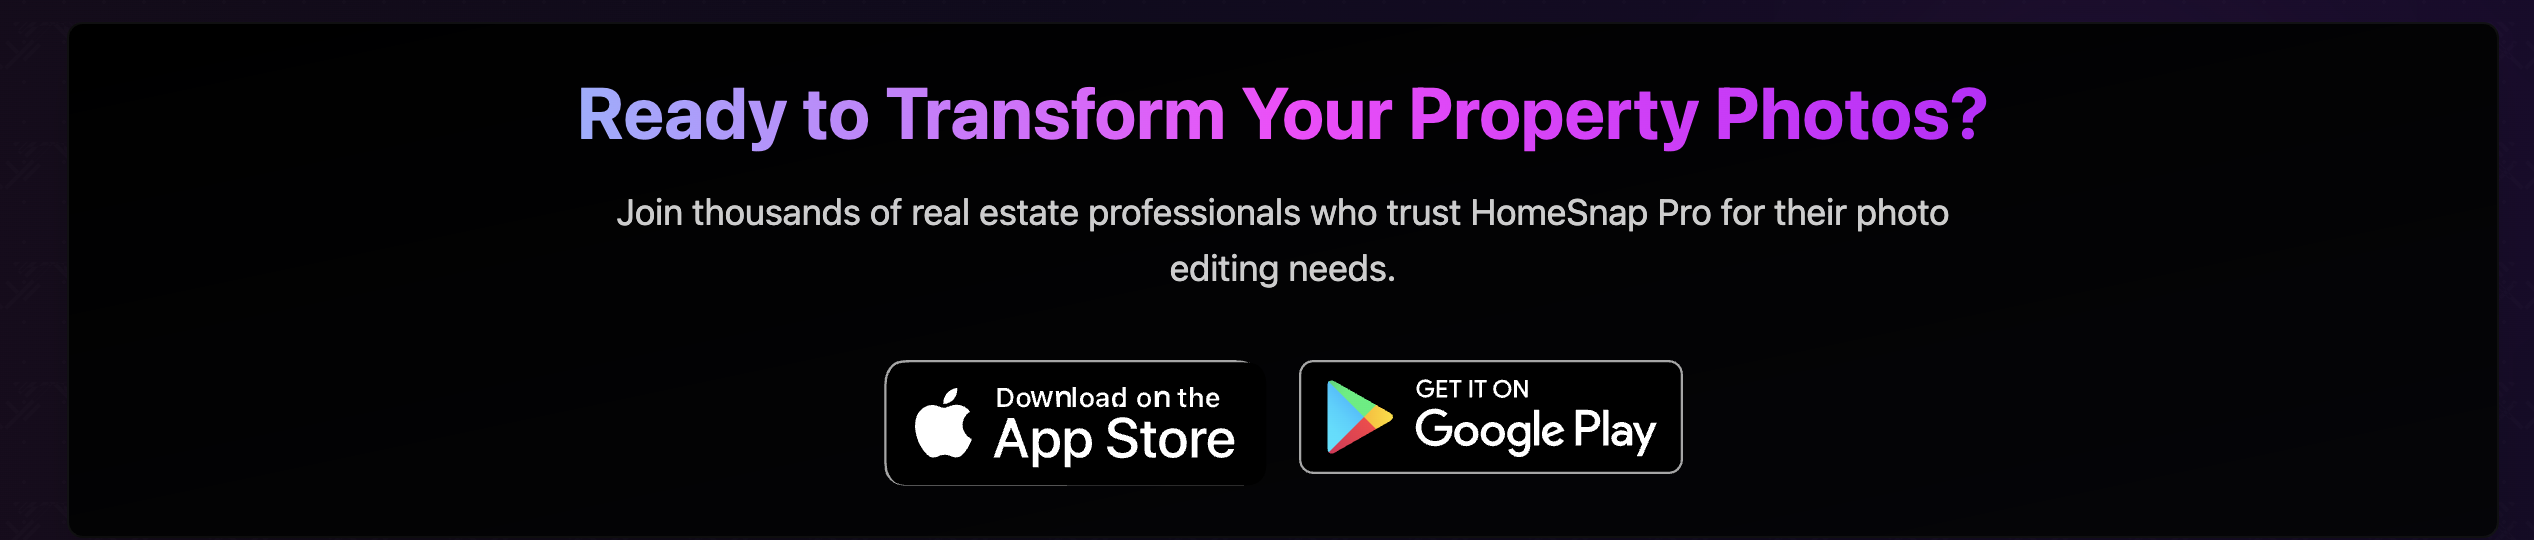 Ready to Transform Your Property Photos?
Join thousands of real estate professionals who trust HomeSnap Pro for their photo
editing needs.
Download on the
App Store
GET IT ON
Google Play